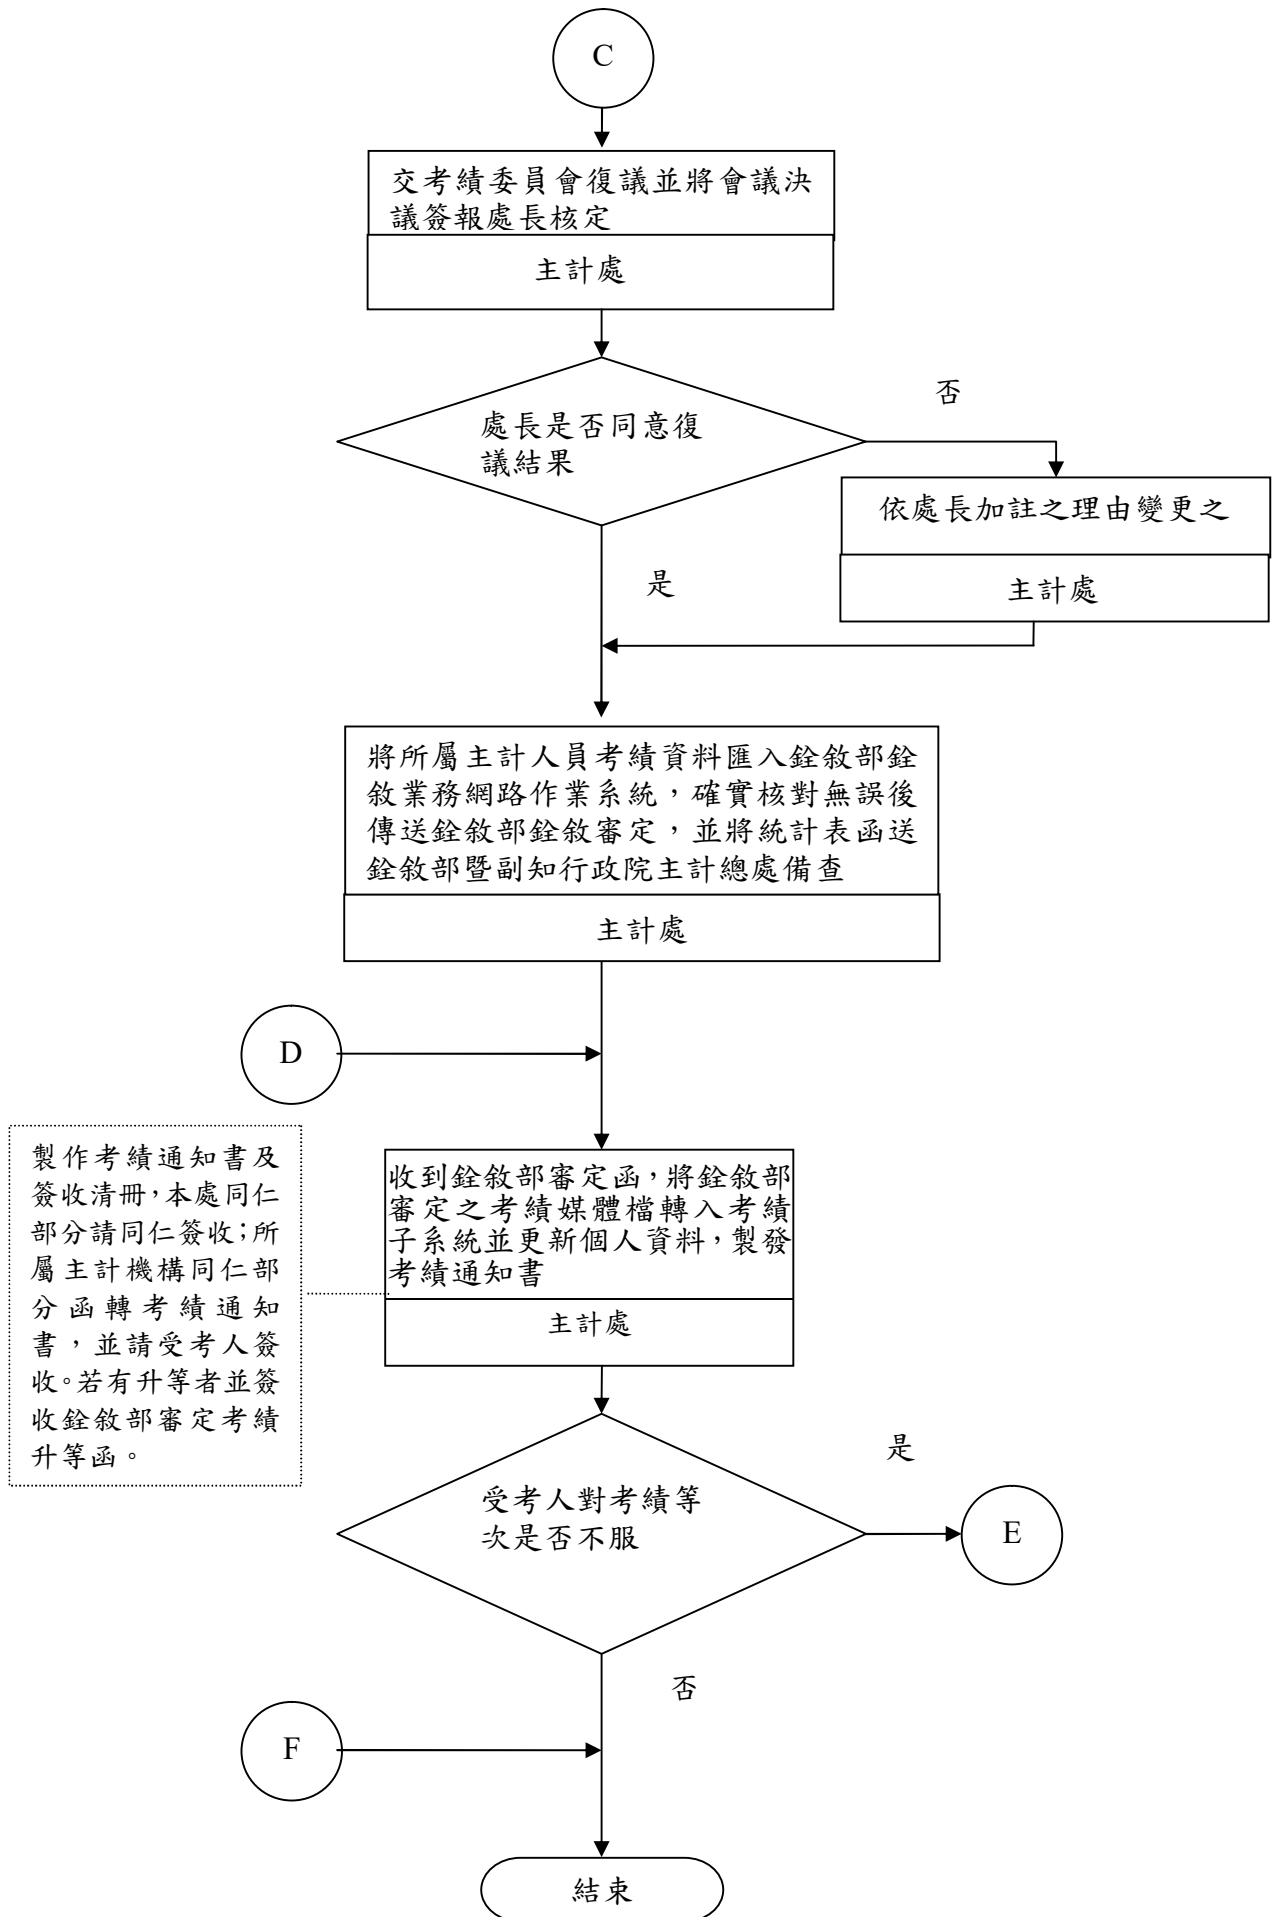 C
交考績委員會復議並將會議決
議簽報處長核定
主計處
處長是否同意復
議結果
否
依處長加註之理由變更之
主計處
是
將所屬主計人員考績資料匯入銓敘部銓
敘業務網路作業系統，確實核對無誤後
傳送銓敘部銓敘審定，並將統計表函送
銓敘部暨副知行政院主計總處備查
主計處
D
製作考績通知書及
簽收清冊，本處同仁
部分請同仁簽收；所
屬主計機構同仁部
分函轉考績通知
書，並請受考人簽
收。若有升等者並簽
收銓敘部審定考績
升等函。
收到銓敘部審定函，將銓敘部
審定之考績媒體檔轉入考績
子系統並更新個人資料，製發
考績通知書
主計處
受考人對考績等
次是否不服
是
E
否
F
結束